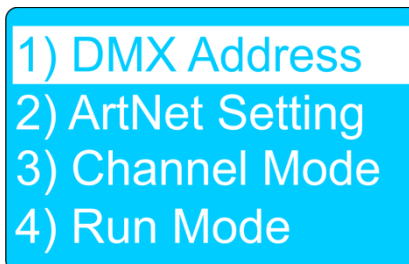 1) DMX Address
2) ArtNet Setting
3) Channel Mode
4) Run Mode